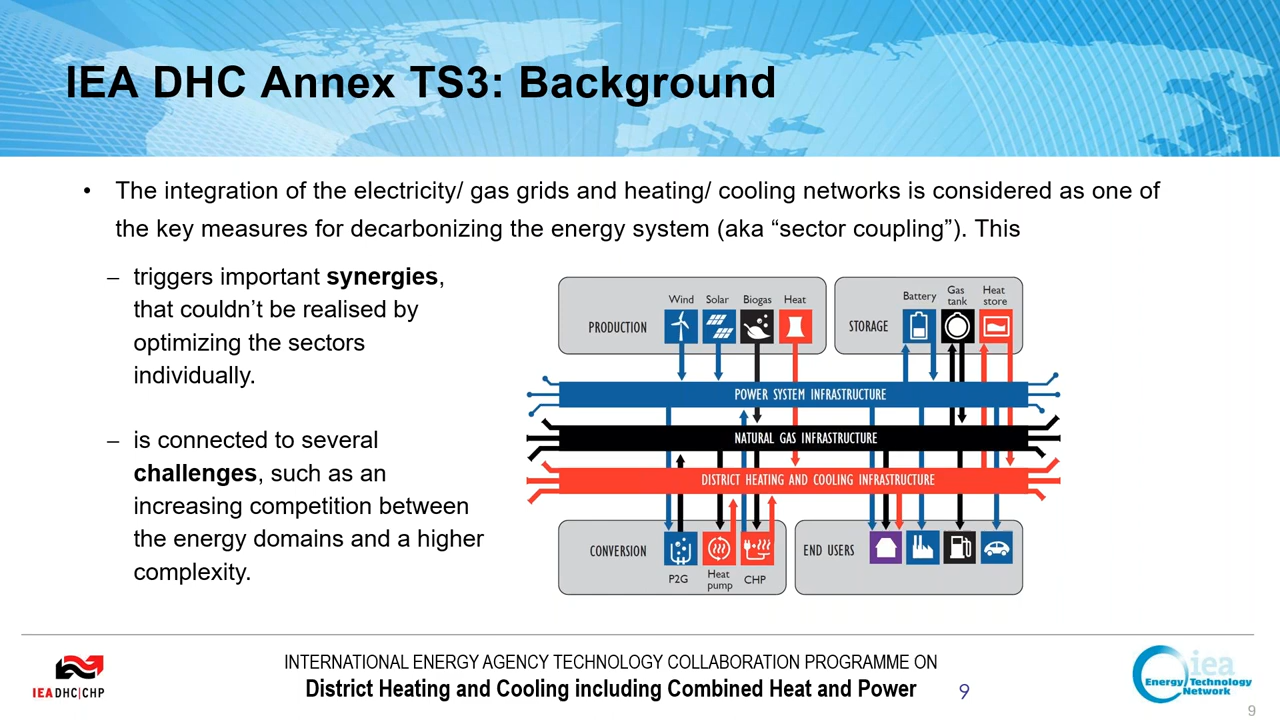 IEA DHC Annex TS3: Background
• The integration of the electricity/ gas grids and heating/ cooling networks is considered as one of
the key measures for decarbonizing the energy system (aka “sector coupling”). This
– triggers important synergies,
that couldn’t be realised by
optimizing the sectors
individually.
– is connected to several
challenges, such as an
increasing competition between
the energy domains and a higher
complexity.
PRODUCTION
Wind Solar Biogas Heat
STORAGE
Battery Gas tank Heat store
POWER SYSTEM INFRASTRUCTURE
NATURAL GAS INFRASTRUCTURE
DISTRICT HEATING AND COOLING INFRASTRUCTURE
CONVERSION
P2G Heat pump CHP
END USERS
IEA DHC|CHP
INTERNATIONAL ENERGY AGENCY TECHNOLOGY COLLABORATION PROGRAMME ON
District Heating and Cooling including Combined Heat and Power
9
iea
Energy Technology
Network
9